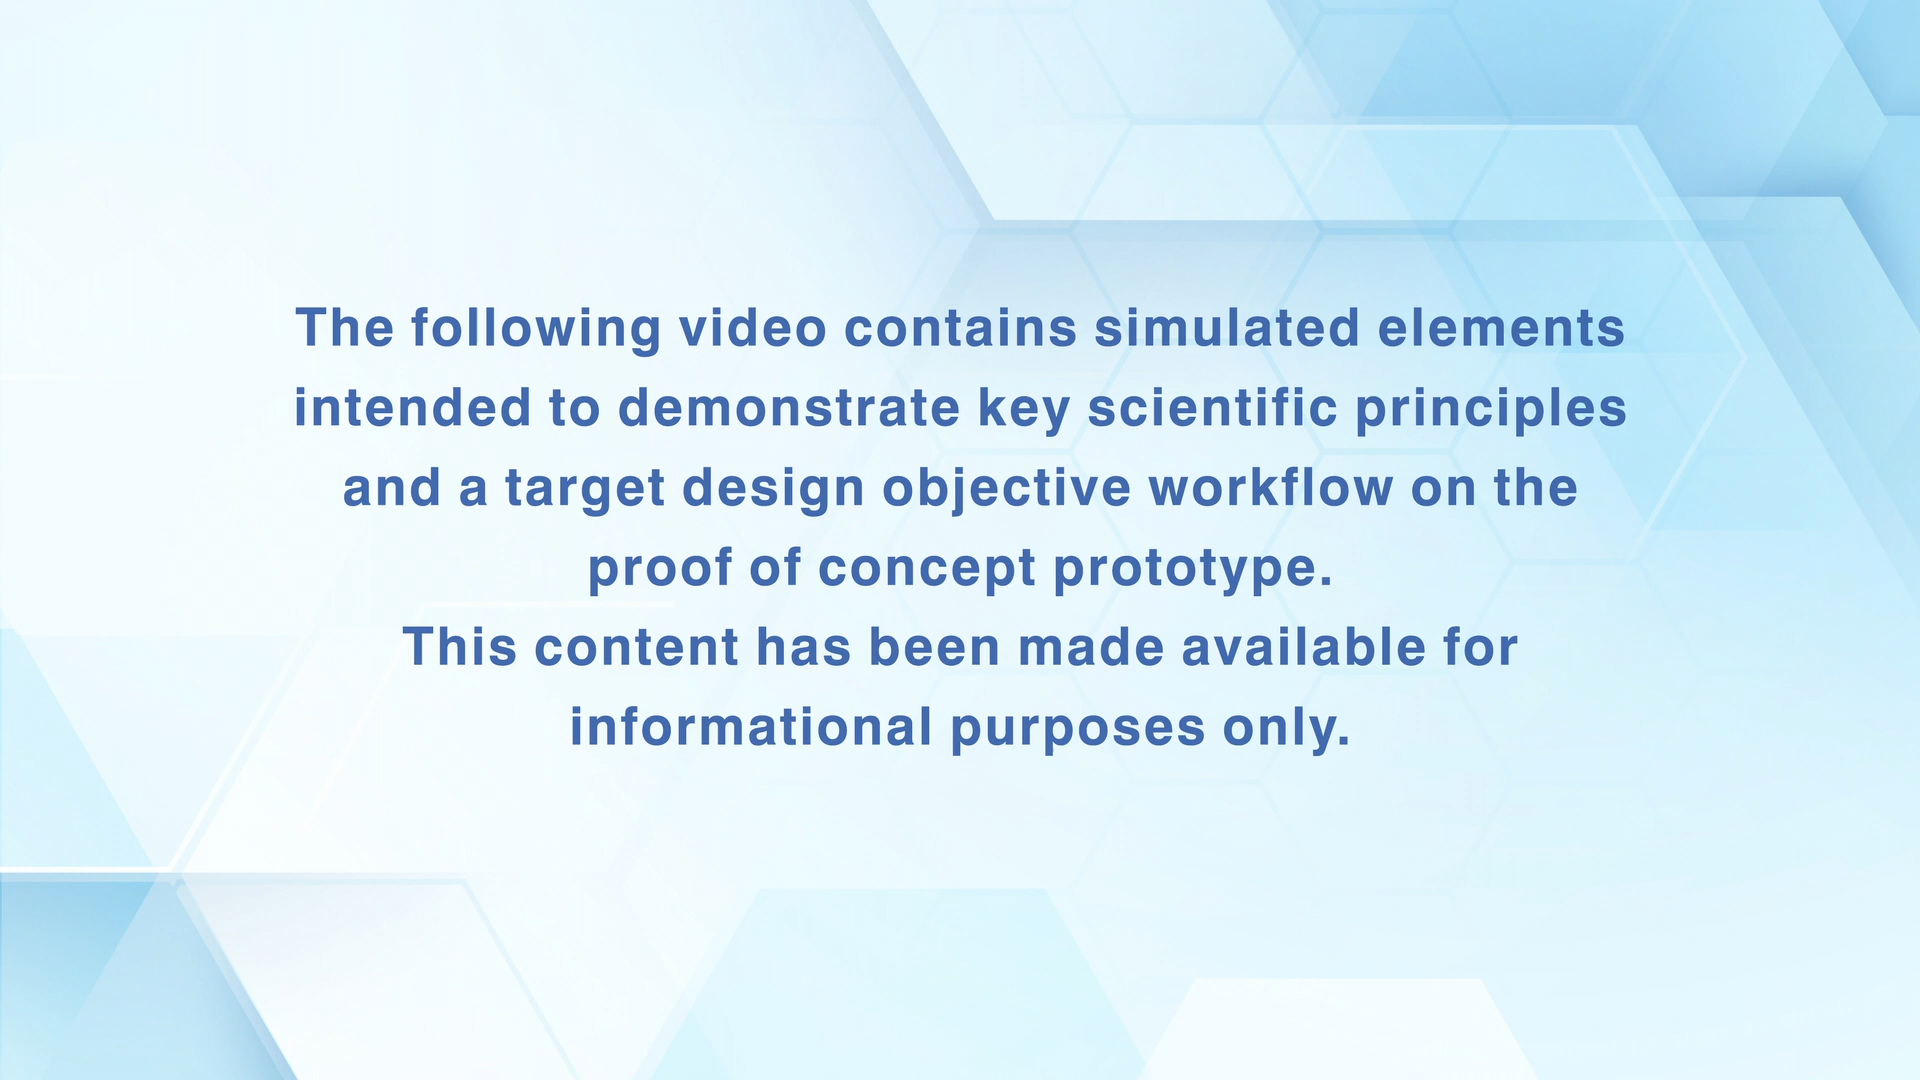 The following video contains simulated elements
intended to demonstrate key scientific principles
and a target design objective workflow on the
proof of concept prototype.
This content has been made available for
informational purposes only.